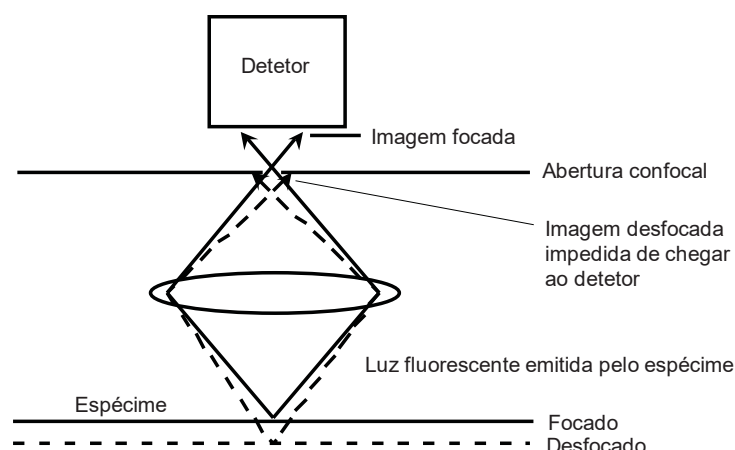 Detetor
Imagem focada
Abertura confocal
Imagem desfocada
impedida de chegar
ao detetor
Luz fluorescente emitida pelo espécime
Espécime
Focado
Desfocado